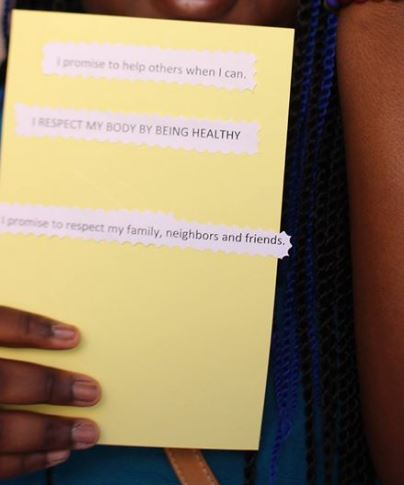 I promise to help others when I can.
I RESPECT MY BODY BY BEING HEALTHY
I promise to respect my family, neighbors and friends.